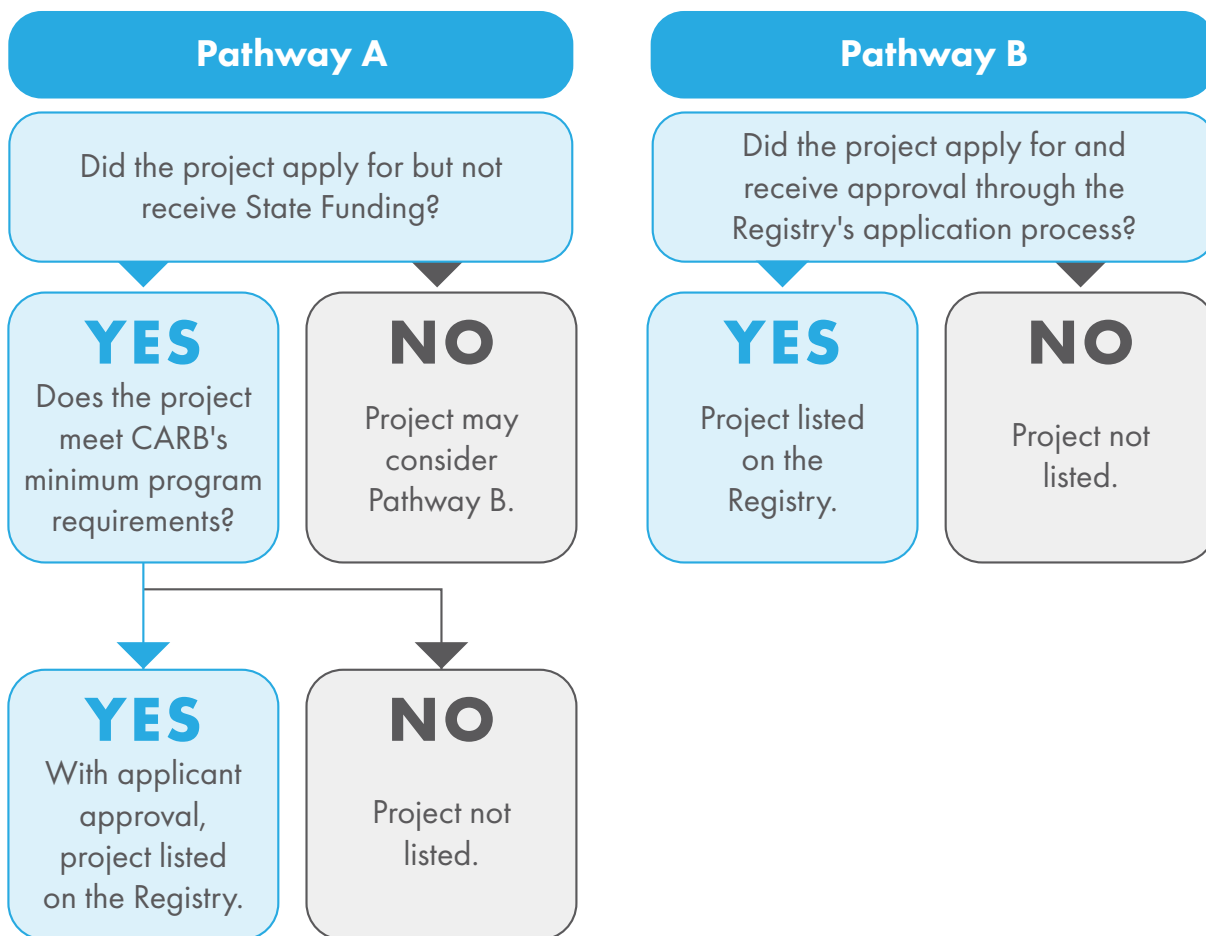 Pathway A
Did the project apply for but not
receive State Funding?
YES
Does the project
meet CARB's
minimum program
requirements?
NO
Project may
consider
Pathway B.
YES
With applicant
approval,
project listed
on the Registry.
NO
Project not
listed.
Pathway B
Did the project apply for and
receive approval through the
Registry's application process?
YES
Project listed
on the
Registry.
NO
Project not
listed.